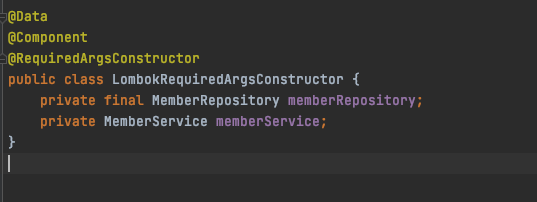 @Data
@Component
@RequiredArgsConstructor
public class LombokRequiredArgsConstructor {
    private final MemberRepository memberRepository;
    private MemberService memberService;
}